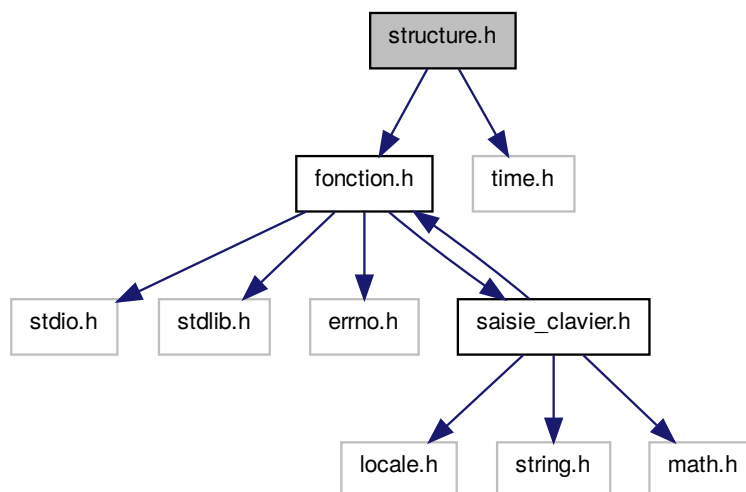 structure.h
fonction.h
time.h
stdio.h
stdlib.h
errno.h
saisie_clavier.h
locale.h
string.h
math.h